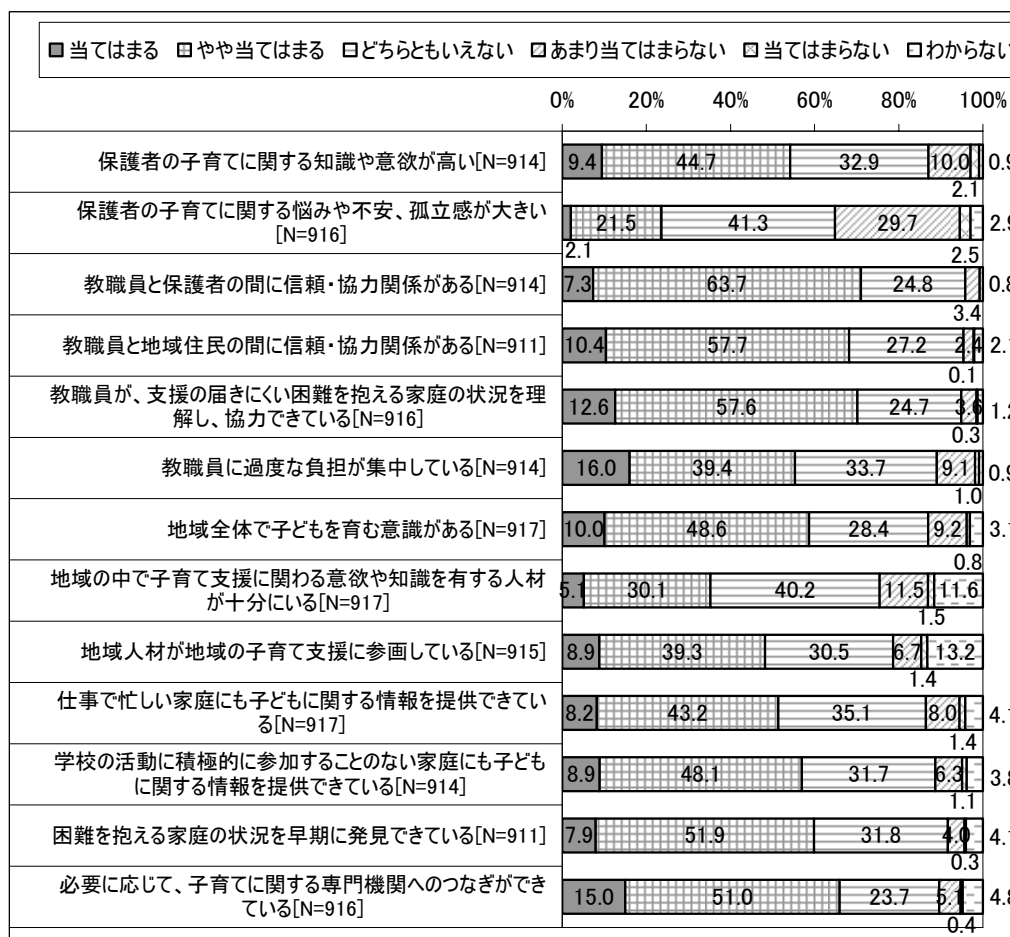 当てはまる やや当てはまる どちらともいえない あまり当てはまらない 当てはまらない わからない
0% 20% 40% 60% 80% 100%
保護者の子育てに関する知識や意欲が高い[N=914] 9.4 44.7 32.9 10.0 0.9
2.1
保護者の子育てに関する悩みや不安、孤立感が大きい
[N=916] 21.5 41.3 29.7
2.1 2.5
教職員と保護者の間に信頼・協力関係がある[N=914] 7.3 63.7 24.8 0.8
3.4
教職員と地域住民の間に信頼・協力関係がある[N=911] 10.4 57.7 27.2 2.4 2.
0.1
教職員が、支援の届きにくい困難を抱える家庭の状況を理
解し、協力できている[N=916] 12.6 57.6 24.7 3.6 1.2
0.3
教職員に過度な負担が集中している[N=914] 16.0 39.4 33.7 9.1 0.9
1.0
地域全体で子どもを育む意識がある[N=917] 10.0 48.6 28.4 9.2 3.
0.8
地域の中で子育て支援に関わる意欲や知識を有する人材
が十分にいる[N=917] 5.1 30.1 40.2 11.5 11.6
1.5
地域人材が地域の子育て支援に参画している[N=915] 8.9 39.3 30.5 6.7 13.2
1.4
仕事で忙しい家庭にも子どもに関する情報を提供できてい
る[N=917] 8.2 43.2 35.1 8.0 4.
1.4
学校の活動に積極的に参加することのない家庭にも子ども
に関する情報を提供できている[N=914] 8.9 48.1 31.7 6.3 3.8
1.1
困難を抱える家庭の状況を早期に発見できている[N=911] 7.9 51.9 31.8 4.0 4.
0.3
必要に応じて、子育てに関する専門機関へのつなぎができ
ている[N=916] 15.0 51.0 23.7 5.1 4.8
0.4